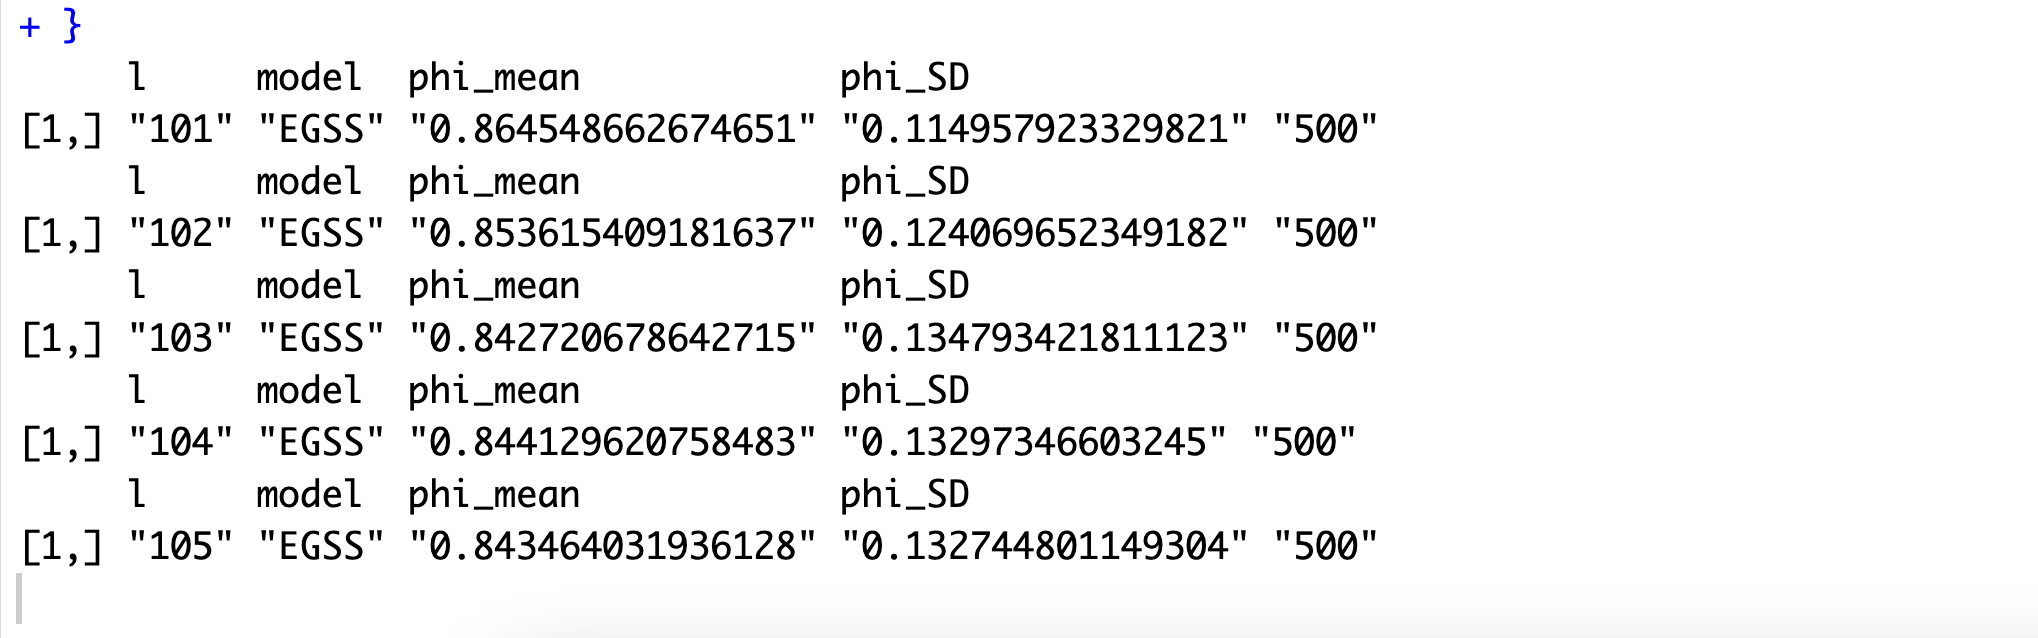 + }
l model phi_mean phi_SD
[1,] "101" "EGSS" "0.864548662674651" "0.114957923329821" "500"
l model phi_mean phi_SD
[1,] "102" "EGSS" "0.853615409181637" "0.124069652349182" "500"
l model phi_mean phi_SD
[1,] "103" "EGSS" "0.842720678642715" "0.134793421811123" "500"
l model phi_mean phi_SD
[1,] "104" "EGSS" "0.844129620758483" "0.13297346603245" "500"
l model phi_mean phi_SD
[1,] "105" "EGSS" "0.843464031936128" "0.132744801149304" "500"